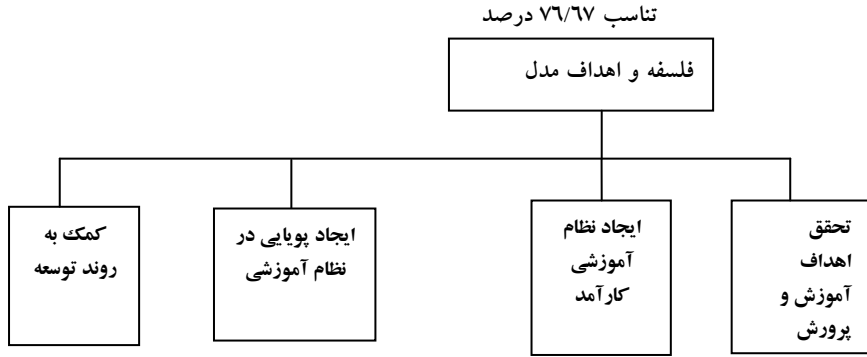 تناسب ۷۶/۶۷ درصد
فلسفه و اهداف مدل
تحقق
اهداف
آموزش و
پرورش
ایجاد نظام
آموزشی
کارآمد
ایجاد پویایی در
نظام آموزشی
کمک به
روند توسعه